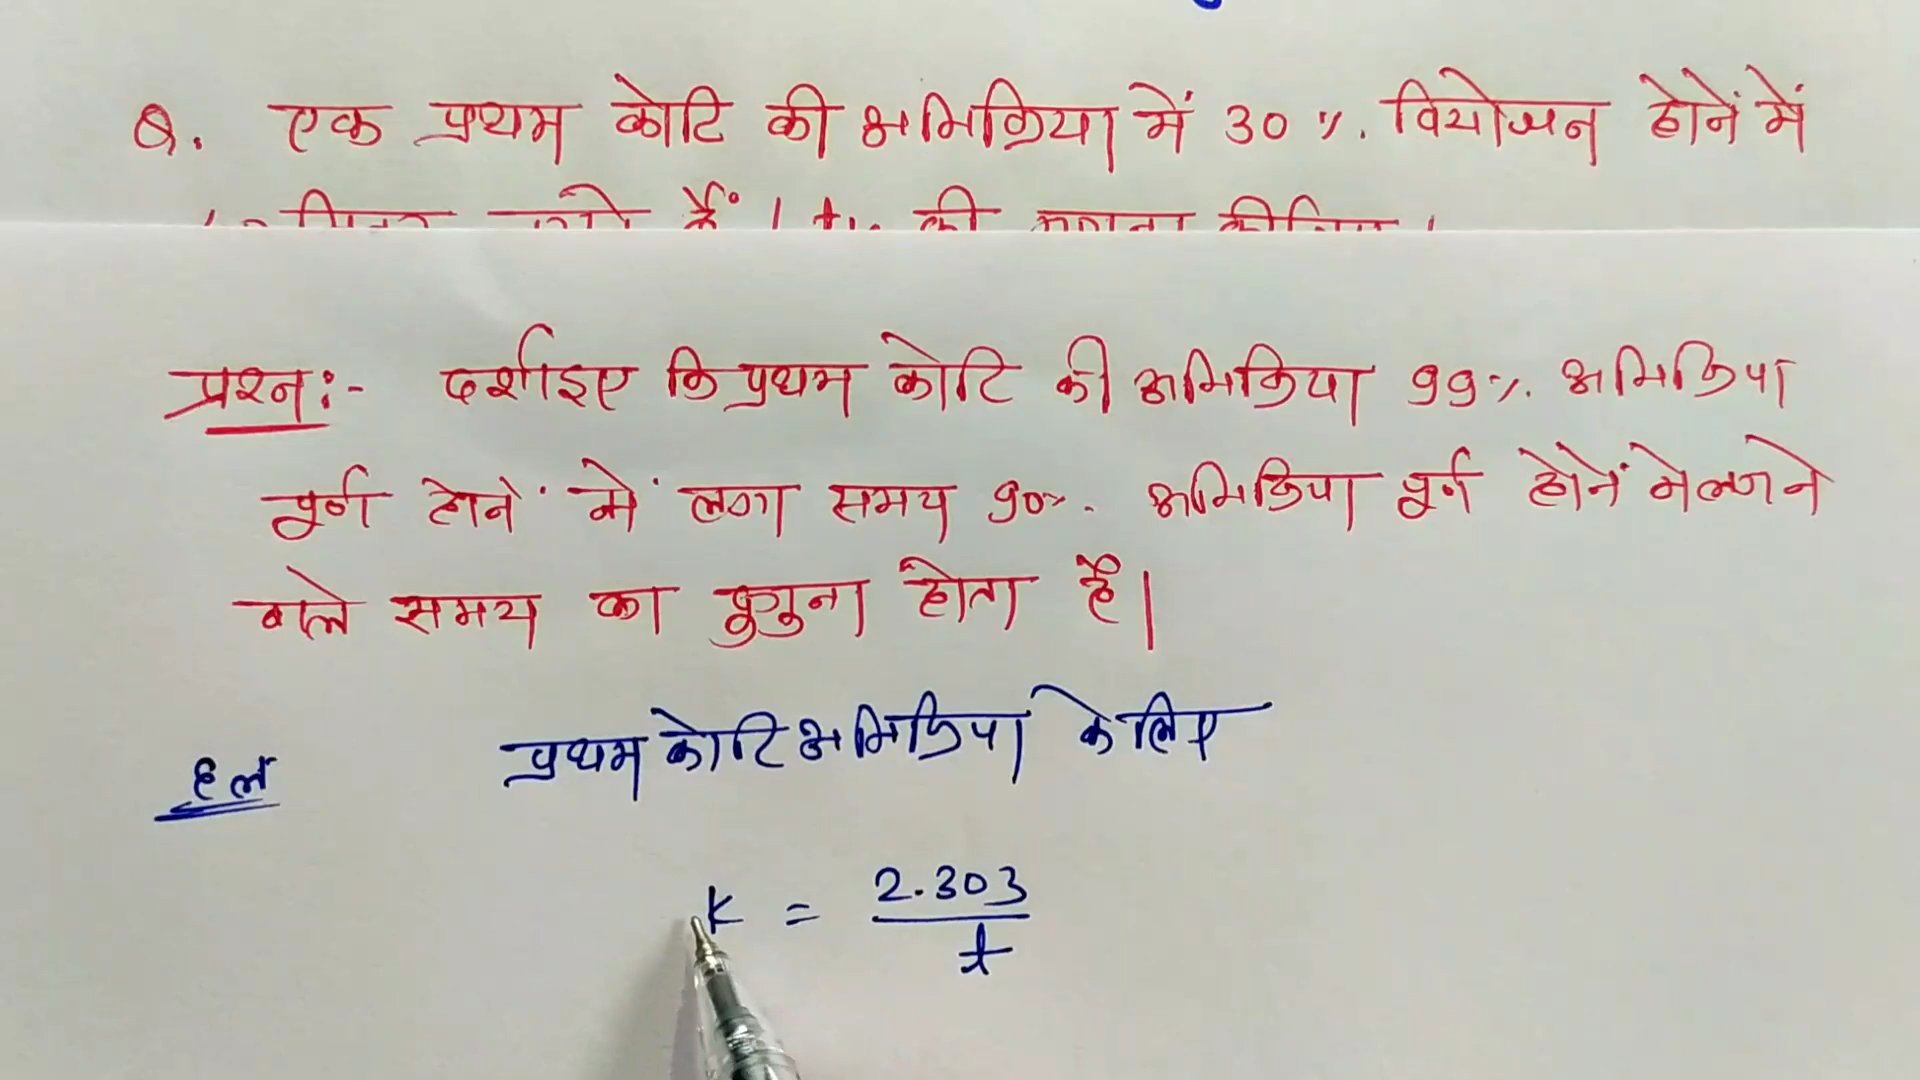 Q. एक प्रथम कोटि की अभिक्रिया में 30 %. वियोजन होनें में
हैं । की कीजिए ।
प्रश्न:- दर्शाइए कि प्रथम कोटि की अभिक्रिया 99%. अभिक्रिया
पूर्ण होने में लगा समय 90%. अभिक्रिया पूर्ण होनें मे लगने
वाले समय का दुगुना होता है।
हल प्रथम कोटि अभिक्रिया के लिए
k = 2.303
t